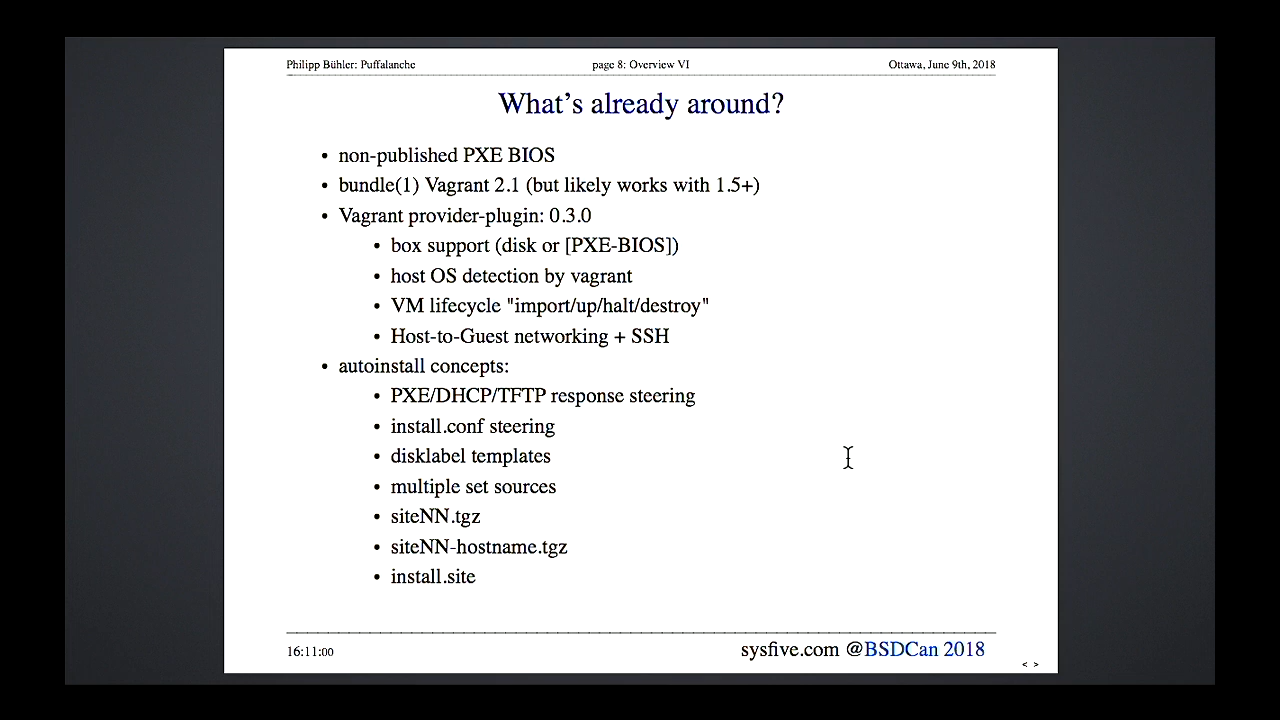 Philipp Bühler: Puffalanche page 8: Overview VI Ottawa, June 9th, 2018
What's already around?
• non-published PXE BIOS
• bundle(1) Vagrant 2.1 (but likely works with 1.5+)
• Vagrant provider-plugin: 0.3.0
• box support (disk or [PXE-BIOS])
• host OS detection by vagrant
• VM lifecycle "import/up/halt/destroy"
• Host-to-Guest networking + SSH
• autoinstall concepts:
• PXE/DHCP/TFTP response steering
• install.conf steering
• disklabel templates
• multiple set sources
• siteNN.tgz
• siteNN-hostname.tgz
• install.site
16:11:00 sysfive.com @BSDCan 2018
< >